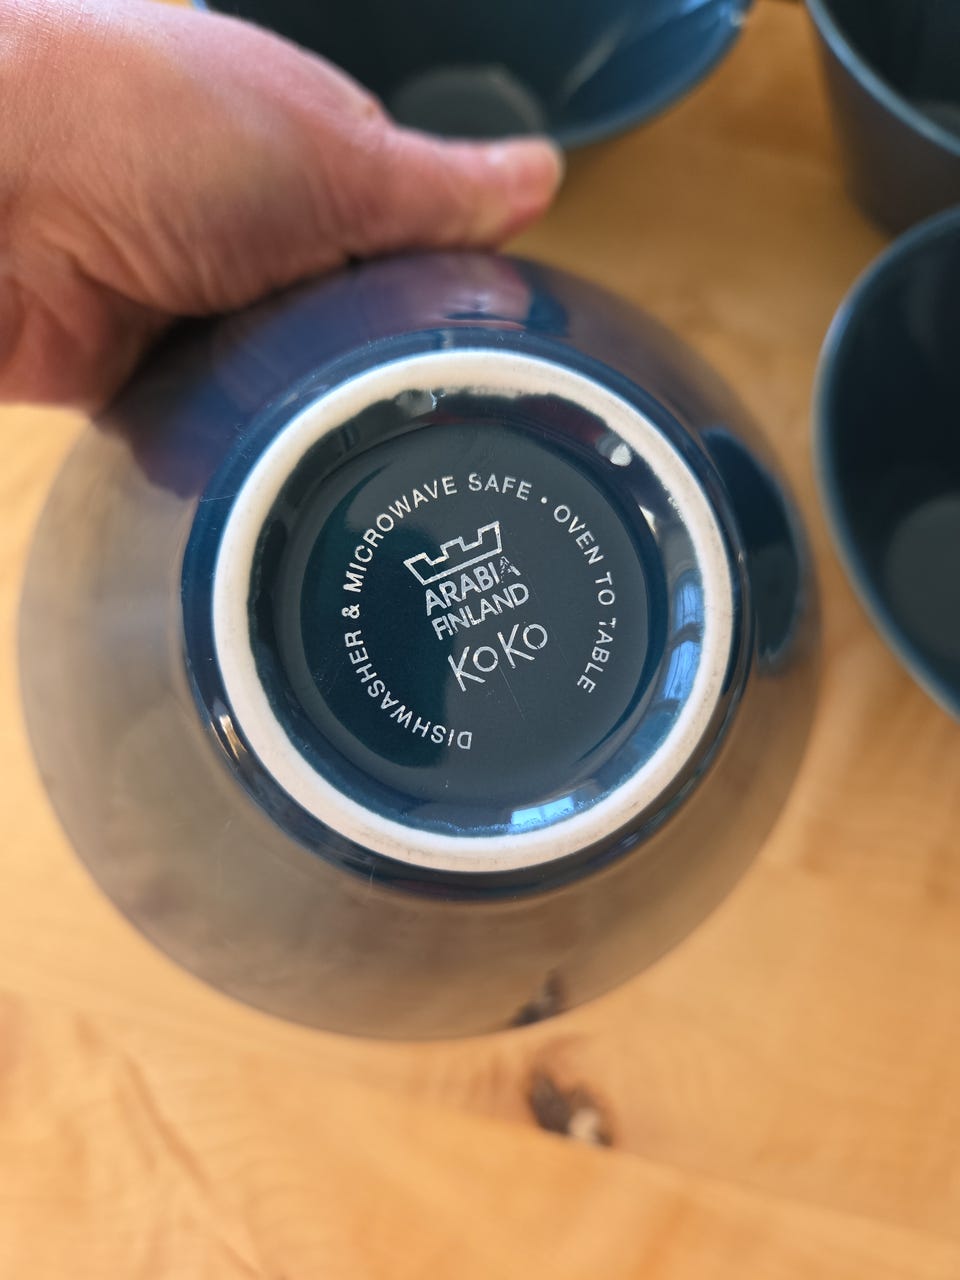 DISHWASHER & MICROWAVE SAFE • OVEN TO TABLE
ARABIA
FINLAND
KoKo